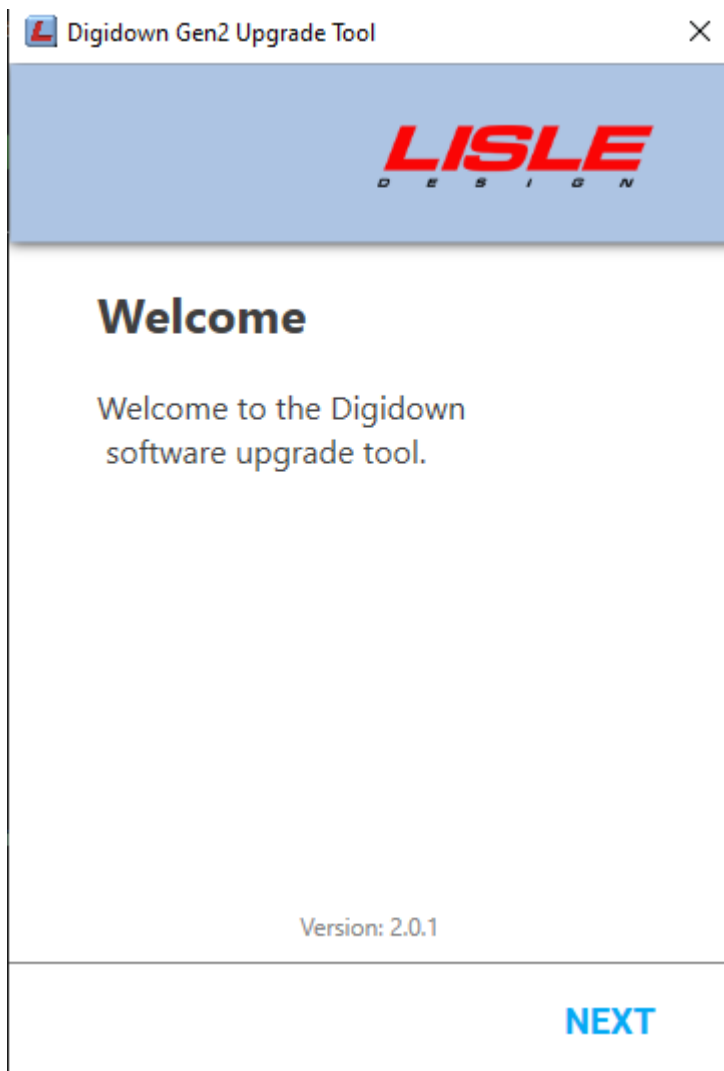 Digidown Gen2 Upgrade Tool
LISLE
DESIGN
Welcome
Welcome to the Digidown
software upgrade tool.
Version: 2.0.1
NEXT